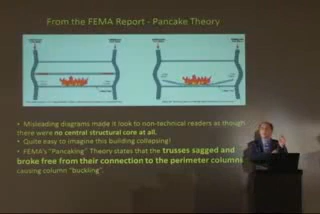 From the FEMA Report - Pancake Theory
• Misleading diagrams made it look to non-technical readers as though
there were no central structural core at all.
• Quite easy to imagine this building collapsing!
• FEMA's "Pancaking" Theory states that the trusses sagged and
broke free from their connection to the perimeter columns
causing column "buckling".